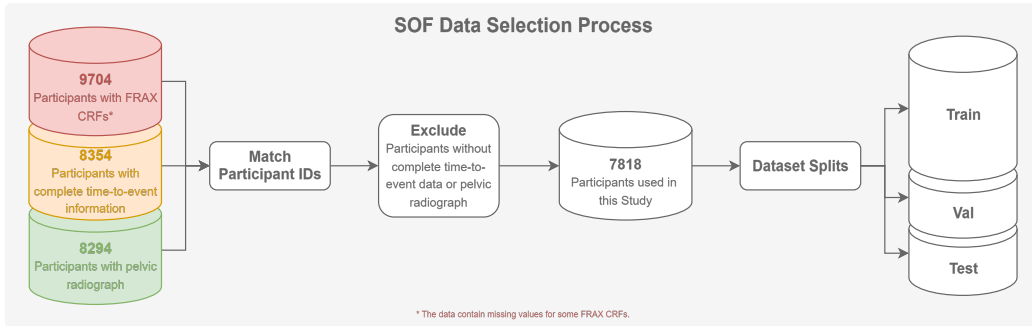 SOF Data Selection Process
9704
Participants with FRAX
CRFs*
8354
Participants with
complete time-to-event
information
8294
Participants with pelvic
radiograph
Match
Participant IDs
Exclude
Participants without
complete time-to-
event data or pelvic
radiograph
7818
Participants used in
this Study
Dataset Splits
Train
Val
Test
* The data contain missing values for some FRAX CRFs.